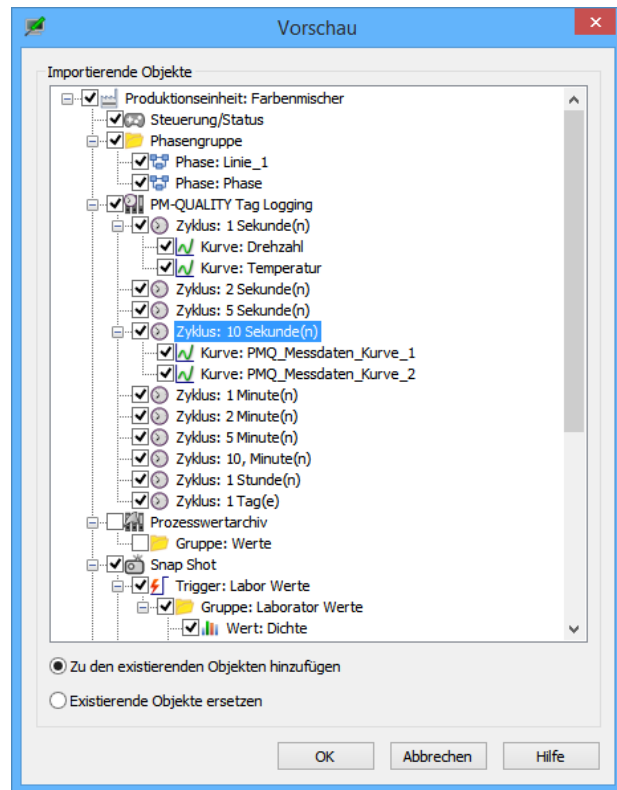 Vorschau
Importierende Objekte
Produktionseinheit: Farbenmischer
Steuerung/Status
Phasengruppe
Phase: Linie_1
Phase: Phase
PM-QUALITY Tag Logging
Zyklus: 1 Sekunde(n)
Kurve: Drehzahl
Kurve: Temperatur
Zyklus: 2 Sekunde(n)
Zyklus: 5 Sekunde(n)
Zyklus: 10 Sekunde(n)
Kurve: PMQ_Messdaten_Kurve_1
Kurve: PMQ_Messdaten_Kurve_2
Zyklus: 1 Minute(n)
Zyklus: 2 Minute(n)
Zyklus: 5 Minute(n)
Zyklus: 10, Minute(n)
Zyklus: 1 Stunde(n)
Zyklus: 1 Tag(e)
Prozesswertarchiv
Gruppe: Werte
Snap Shot
Trigger: Labor Werte
Gruppe: Laborator Werte
Wert: Dichte
Zu den existierenden Objekten hinzufügen
Existierende Objekte ersetzen
OK Abbrechen Hilfe